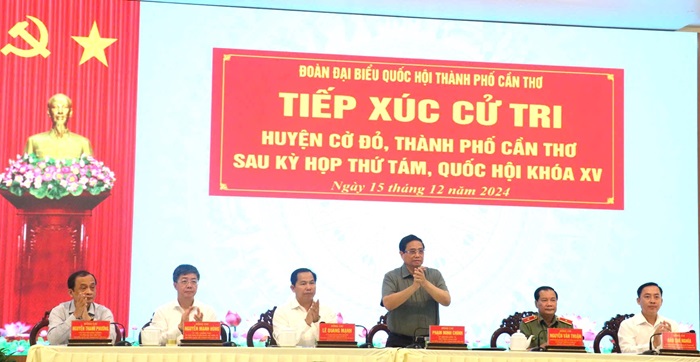 ĐOÀN ĐẠI BIỂU QUỐC HỘI THÀNH PHỐ CẦN THƠ
TIẾP XÚC CỬ TRI
HUYỆN CỜ ĐỎ, THÀNH PHỐ CẦN THƠ
SAU KỲ HỌP THỨ TÁM, QUỐC HỘI KHÓA XV
Ngày 15 tháng 12 năm 2024
NGUYỄN THANH PHƯƠNG
NGUYỄN MẠNH HÙNG
LÊ QUANG MẠNH
PHẠM MINH CHÍNH
NGUYỄN VĂN THUẬN